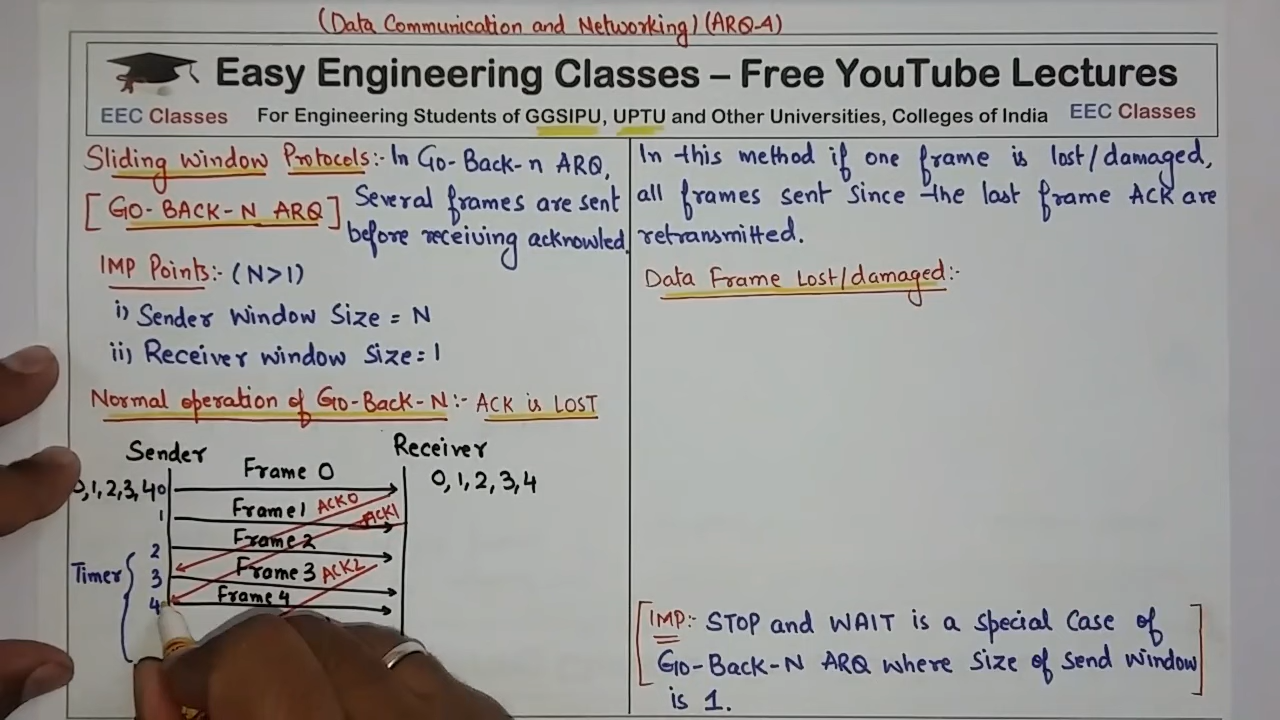 (Data Communication and Networking) (ARQ-4)
Easy Engineering Classes – Free YouTube Lectures
EEC Classes For Engineering Students of GGSIPU, UPTU and Other Universities, Colleges of India EEC Classes
Sliding Window Protocols:- In Go-Back-n ARQ,
[GO-BACK-N ARQ] Several frames are sent
before receiving acknowled.
IMP Points:- (N>1)
i) Sender Window Size = N
ii) Receiver window Size = 1
Normal operation of Go-Back-N:- ACK is LOST
Sender Receiver
Frame 0
0,1,2,3,4 0 0,1,2,3,4
Frame 1 ACK0
1 ACK1
Frame 2
2
Timer 3 Frame 3 ACK2
4 Frame 4
In this method if one frame is lost/damaged,
all frames sent since the last frame ACK are
retransmitted.
Data Frame Lost/damaged:-
[IMP:- STOP and WAIT is a special case of
Go-Back-N ARQ where size of send window
is 1.]